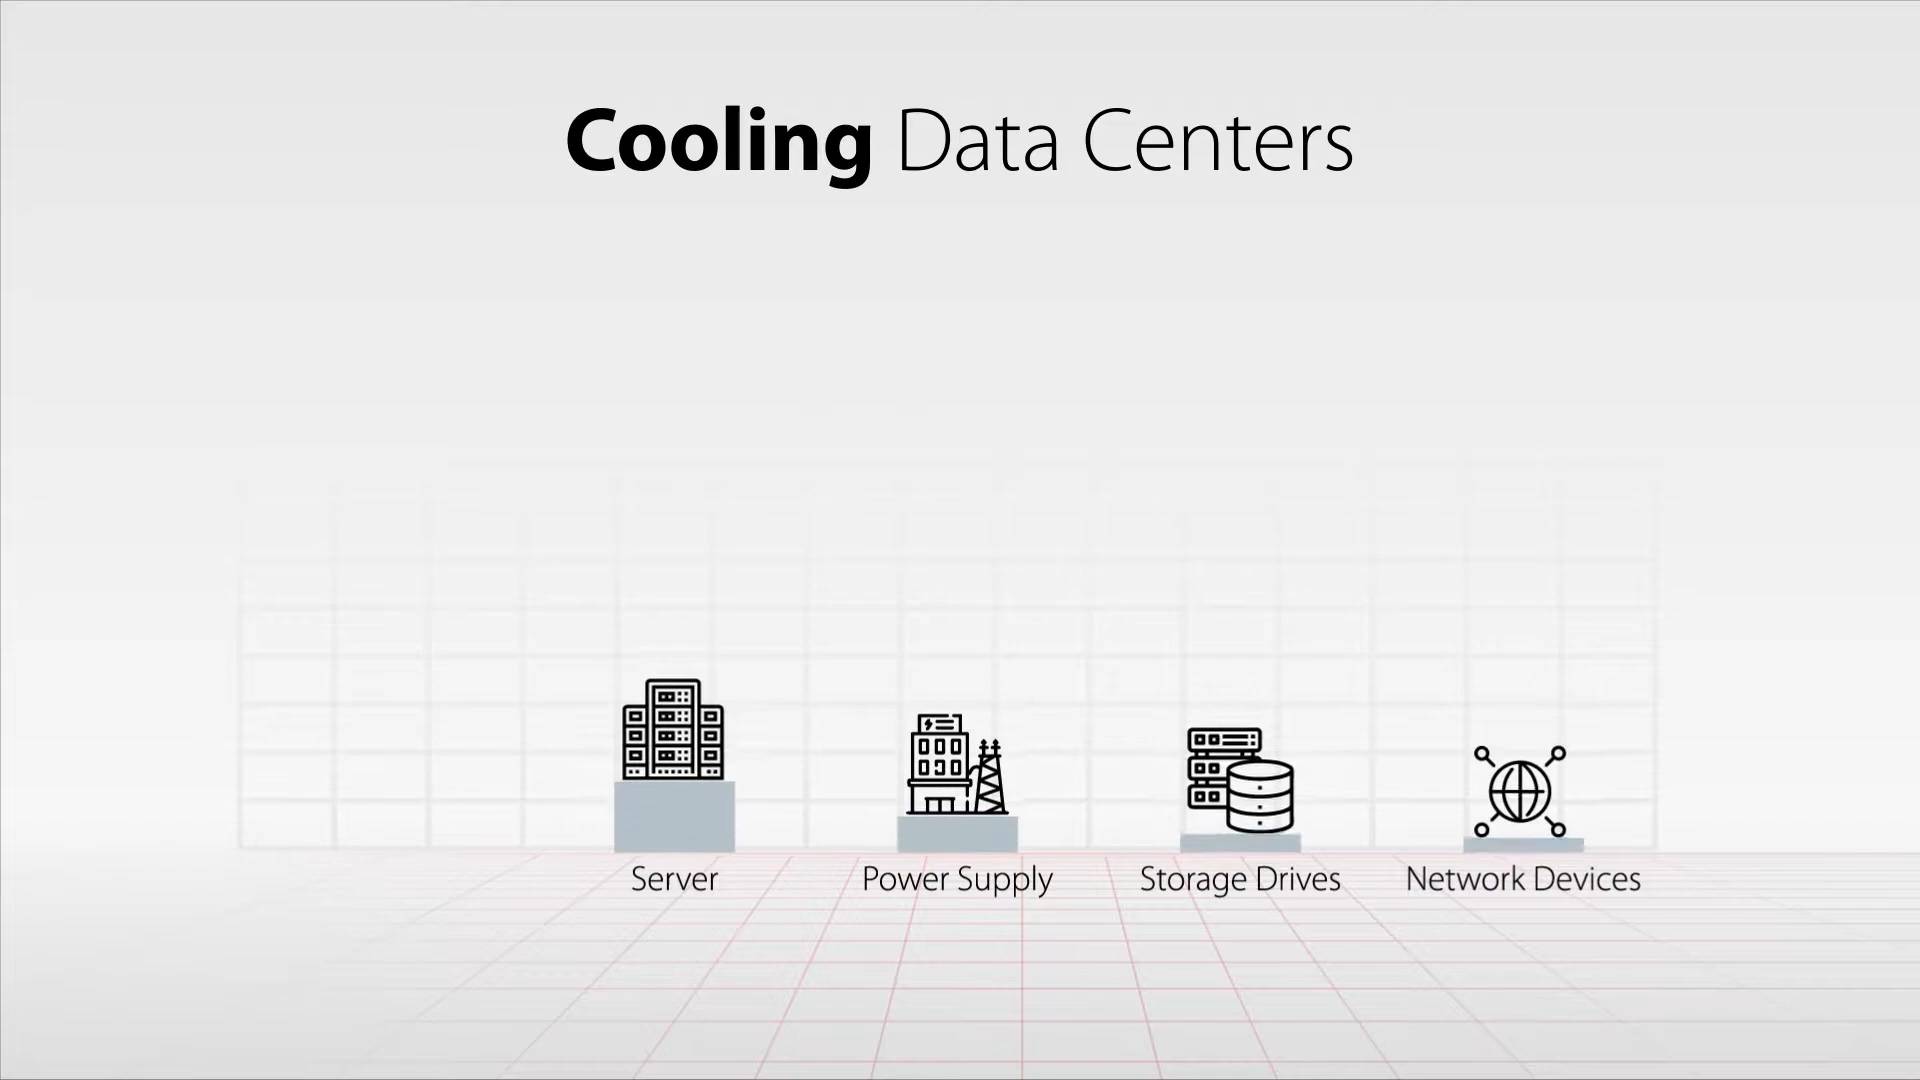 Cooling Data Centers
Server
Power Supply
Storage Drives
Network Devices